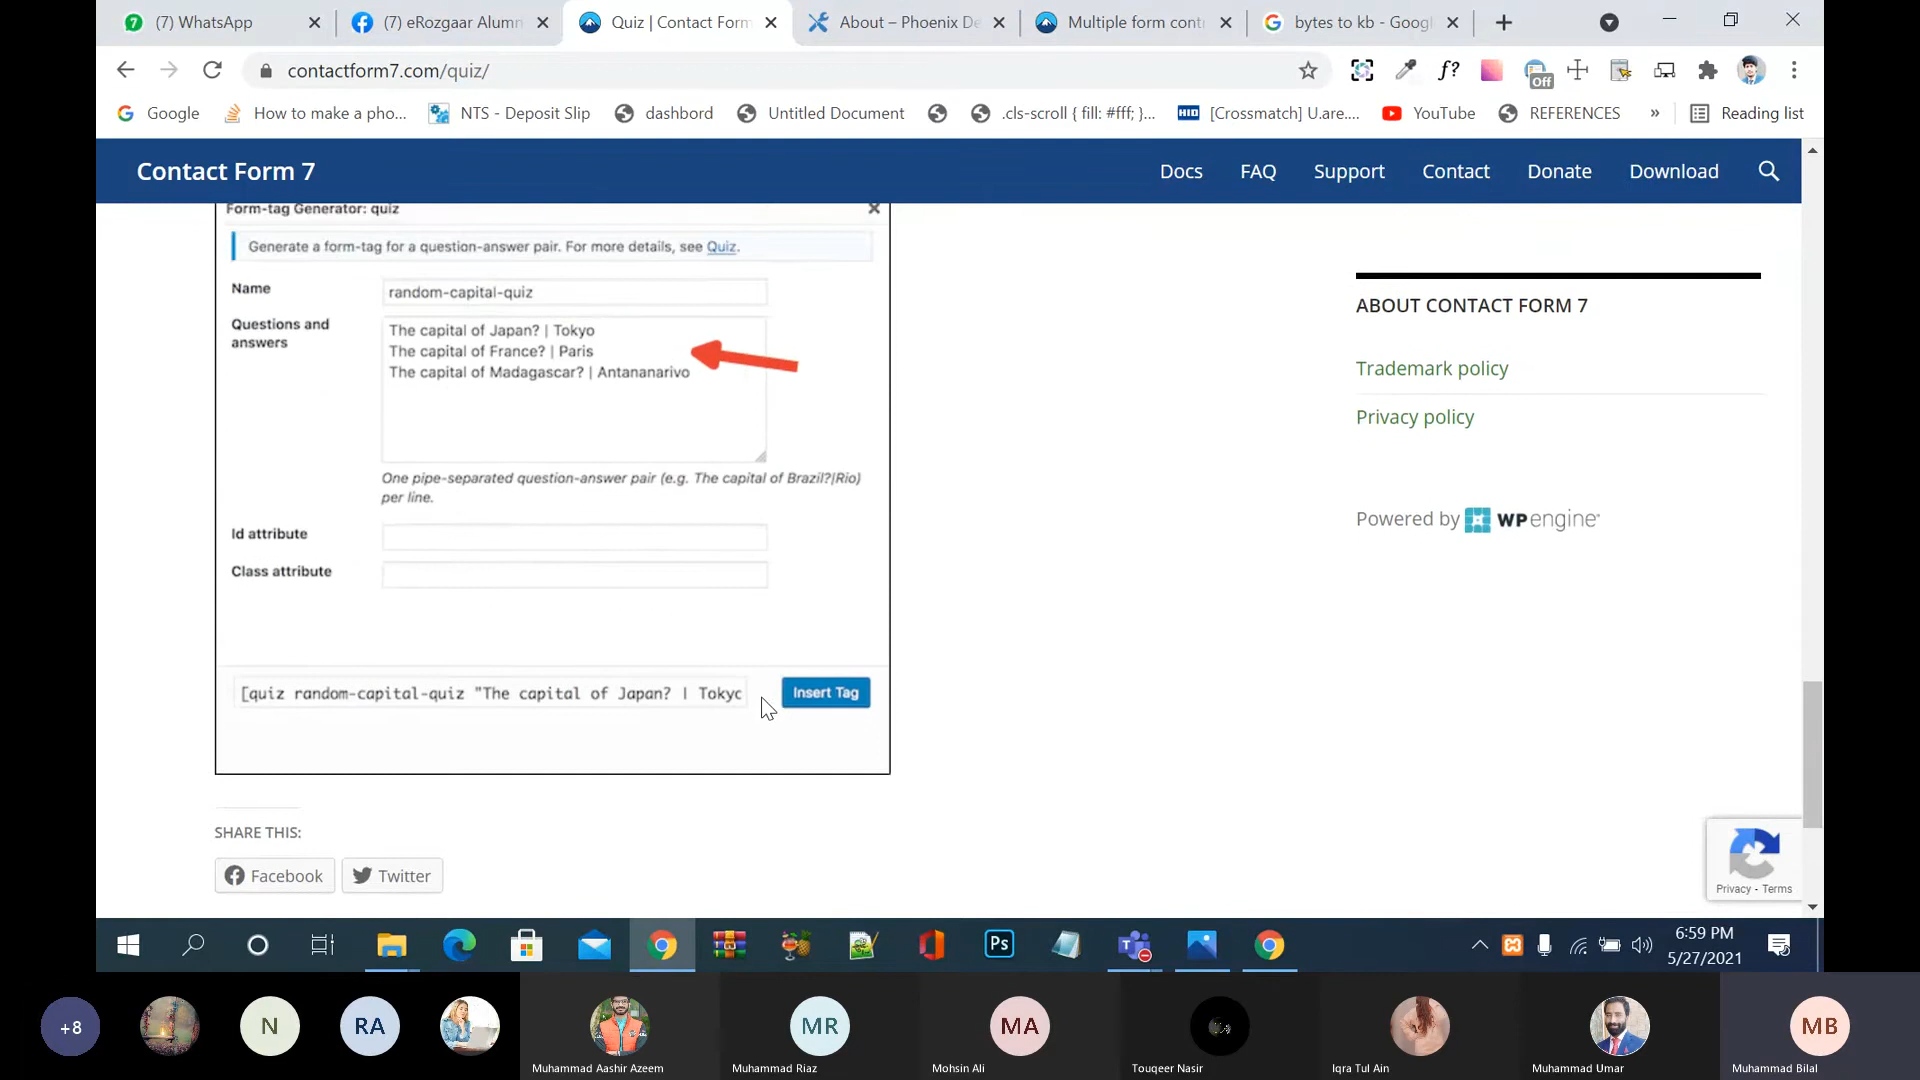 (7) WhatsApp
(7) eRozgaar Alumn
Quiz | Contact Form
About – Phoenix De
Multiple form contr
bytes to kb - Googl
contactform7.com/quiz/
f?
Off
Google
How to make a pho...
NTS - Deposit Slip
dashbord
Untitled Document
.cls-scroll { fill: #fff; }...
HID
[Crossmatch] U.are....
YouTube
REFERENCES
»
Reading list
Contact Form 7
Docs
FAQ
Support
Contact
Donate
Download
Form-tag Generator: quiz
Generate a form-tag for a question-answer pair. For more details, see Quiz.
Name
random-capital-quiz
Questions and
answers
The capital of Japan? | Tokyo
The capital of France? | Paris
The capital of Madagascar? | Antananarivo
One pipe-separated question-answer pair (e.g. The capital of Brazil?|Rio)
per line.
Id attribute
Class attribute
[quiz random-capital-quiz "The capital of Japan? | Tokyo
Insert Tag
SHARE THIS:
Facebook
Twitter
ABOUT CONTACT FORM 7
Trademark policy
Privacy policy
Powered by WPengine
Privacy - Terms
Ps
6:59 PM
5/27/2021
+8
N
RA
MR
MA
MB
Muhammad Aashir Azeem
Muhammad Riaz
Mohsin Ali
Touqeer Nasir
Iqra Tul Ain
Muhammad Umar
Muhammad Bilal